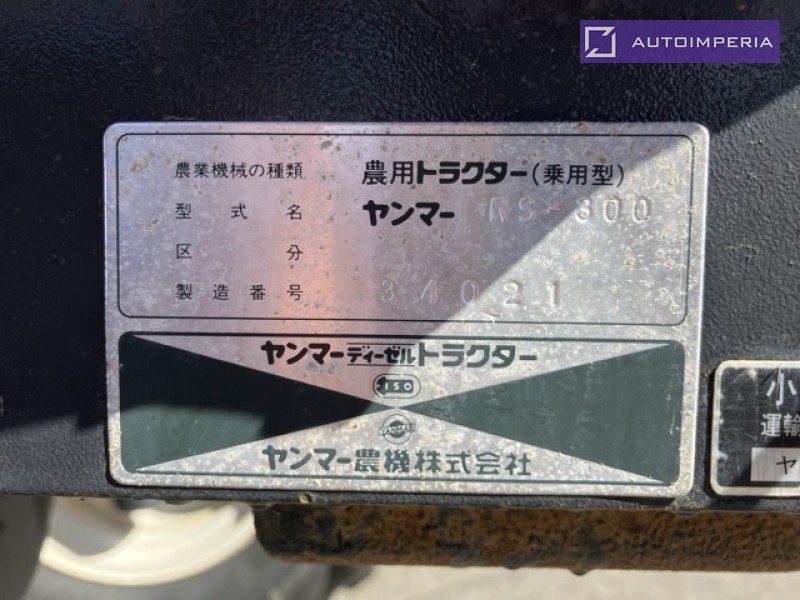 AUTOIMPERIA
農業機械の種類 農用トラクター(乗用型)
型式名 ヤンマー RS-300
区分
製造番号 34021
ヤンマーディーゼルトラクター
ISO
YANMAR
ヤンマー農機株式会社
小
運輸
ヤ